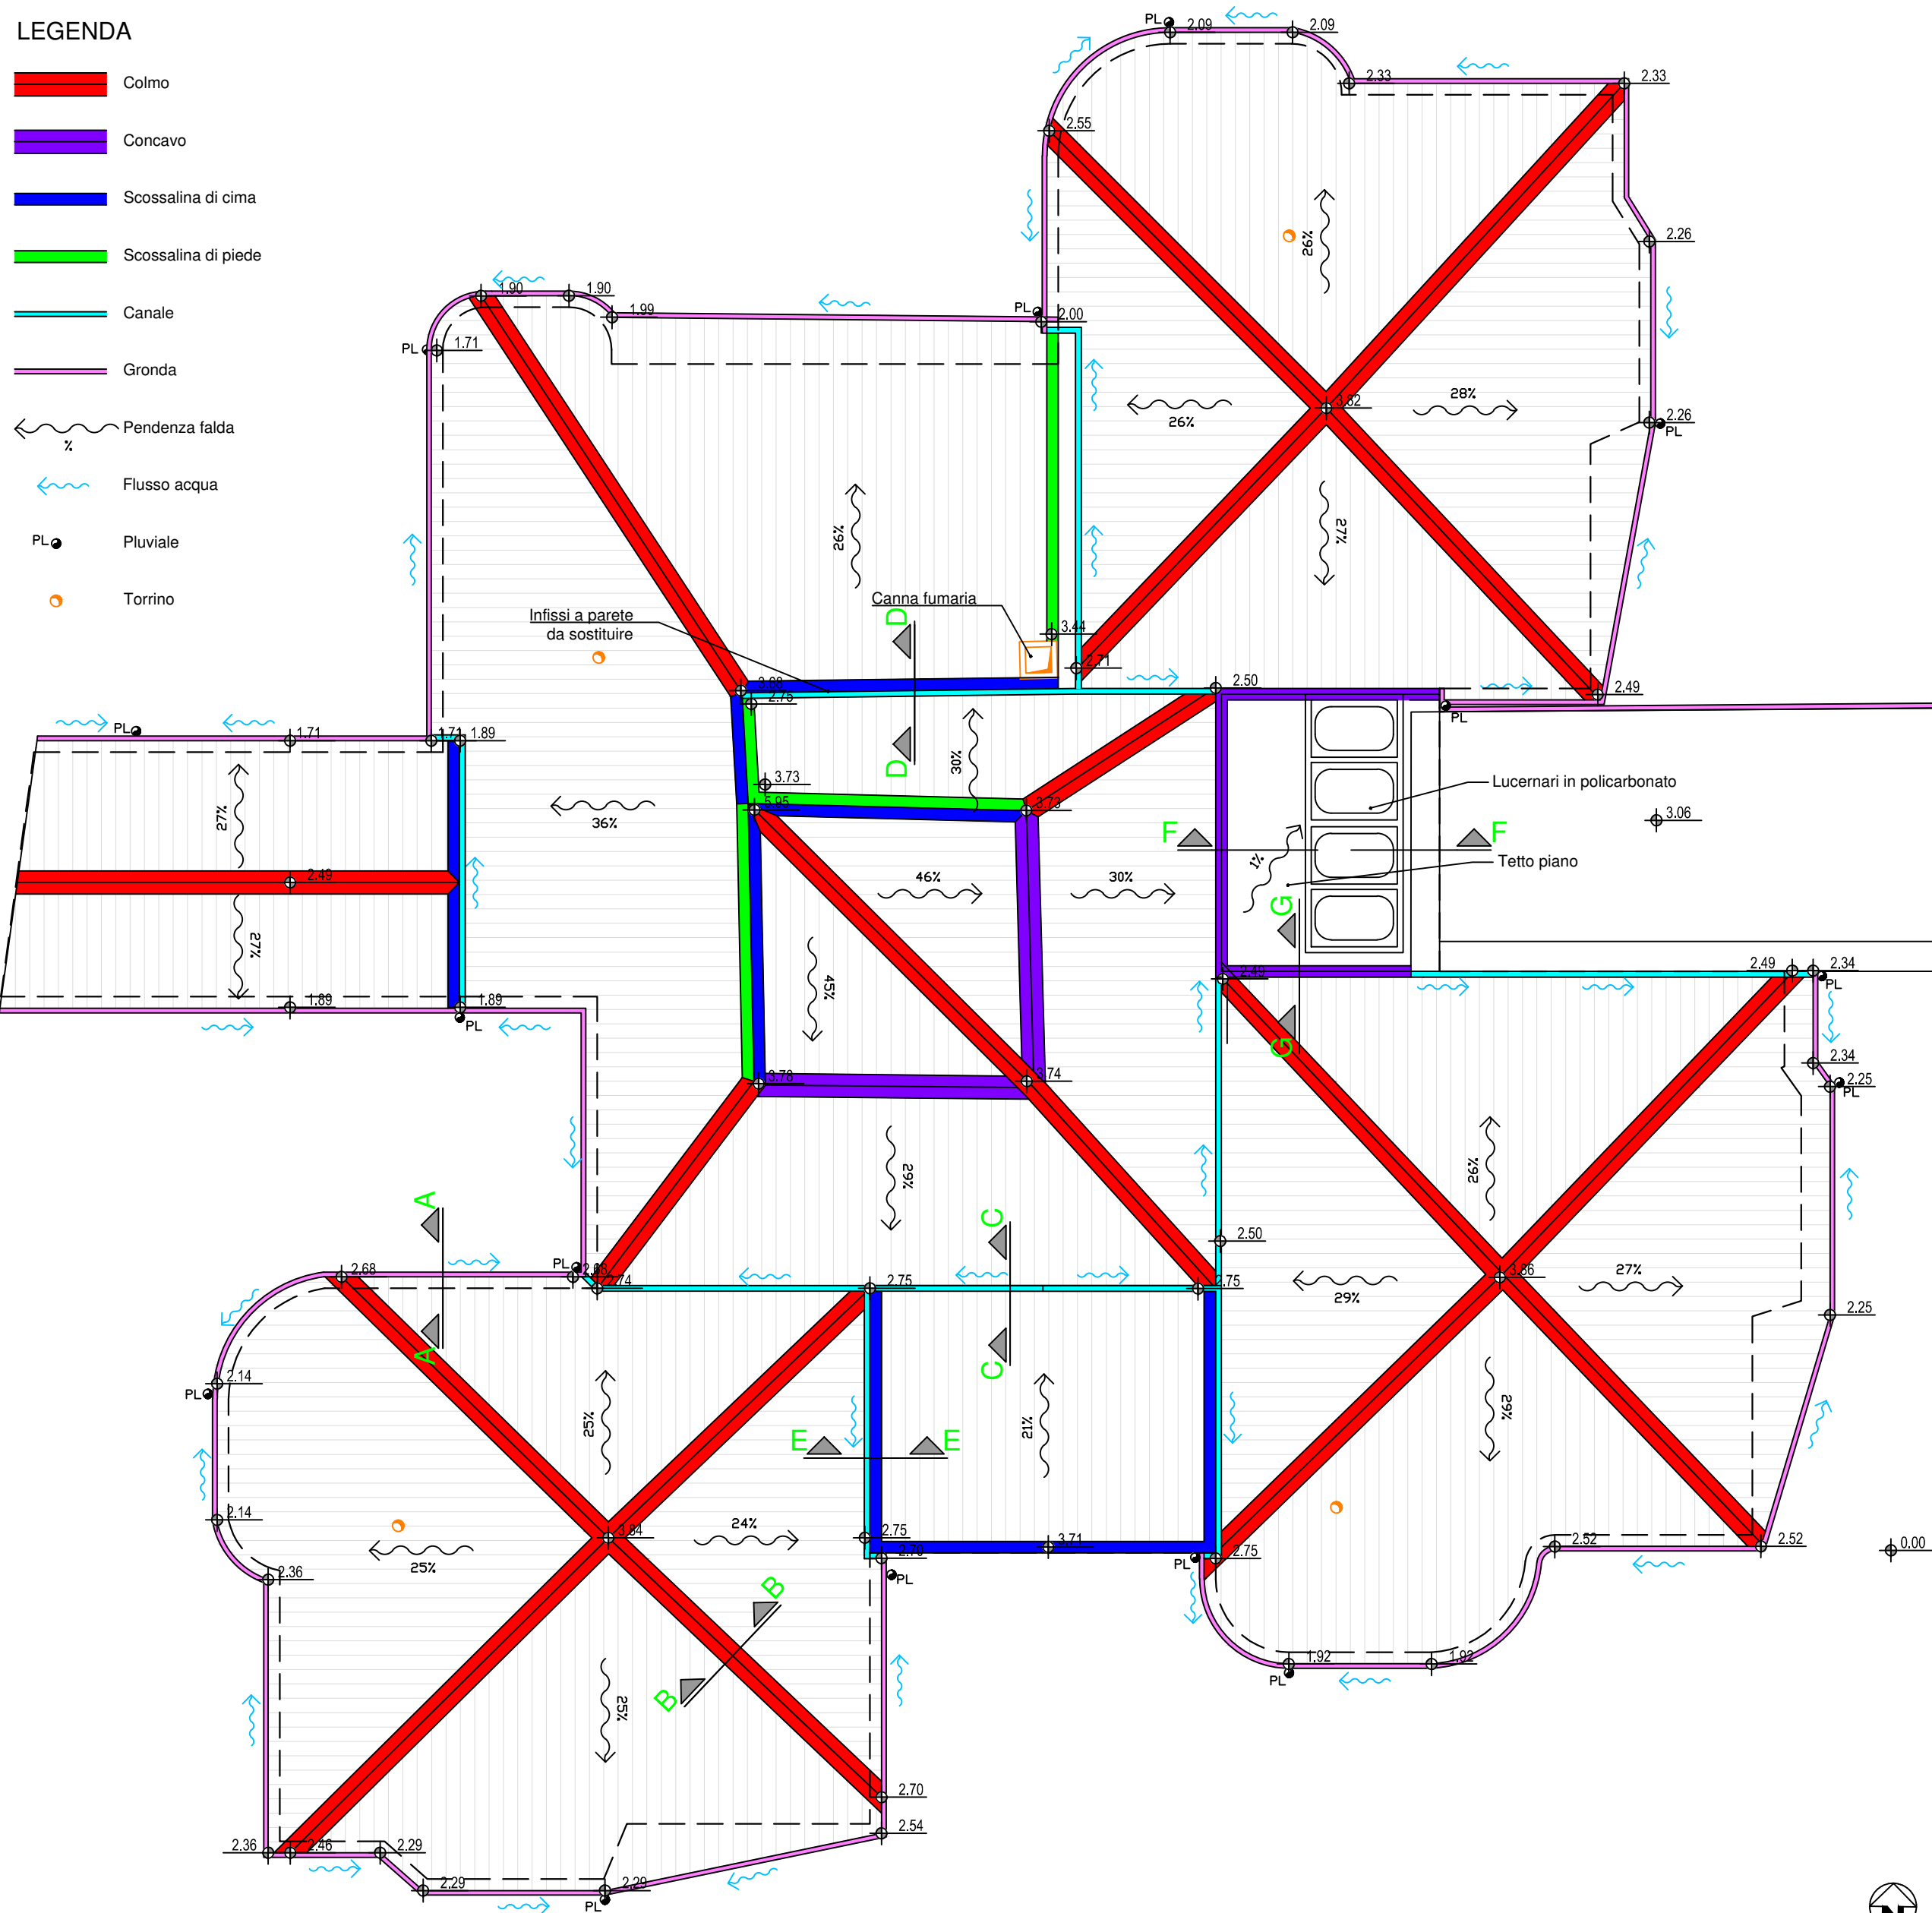 LEGENDA
Colmo
Concavo
Scossalina di cima
Scossalina di piede
Canale
Gronda
Pendenza falda
%
Flusso acqua
PL
Pluviale
Torrino
PL
2.09
2.09
2.33
2.33
2.55
2.26
29%
PL
2.00
1.90
1.90
1.99
PL
1.71
3.82
26%
28%
2.26
PL
29%
27%
Infissi a parete
da sostituire
Canna fumaria
D
3.44
2.71
3.68
2.75
2.50
2.49
PL
PL
1.71
1.71
1.89
D
30%
3.73
5.95
3.73
Lucernari in policarbonato
3.06
27%
36%
F
F
1%
Tetto piano
2.49
46%
30%
27%
G
45%
1.89
1.89
PL
2.49
2.49
2.34
PL
G
2.34
2.25
PL
3.78
3.74
A
29%
C
26%
2.50
PL
2.68
2.68
2.74
2.75
2.75
3.86
29%
27%
2.25
A
C
2.14
PL
25%
21%
29%
E
E
2.14
24%
3.84
25%
2.75
2.70
PL
3.71
PL
2.75
2.52
2.52
0.00
2.36
B
B
25%
1.92
1.92
PL
2.70
2.54
2.36
2.46
2.29
2.29
2.29
PL
N